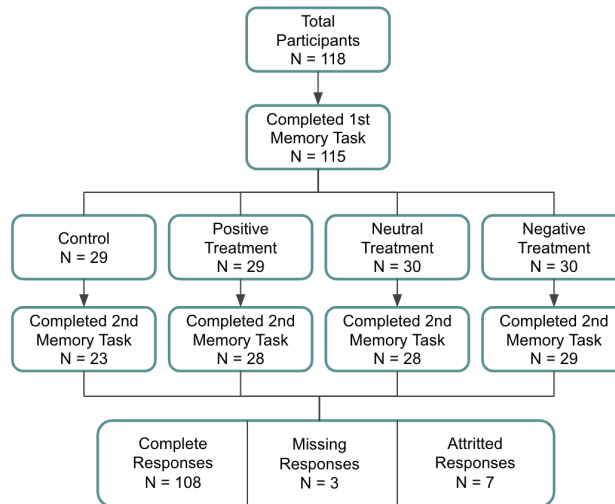 Total
Participants
N = 118
Completed 1st
Memory Task
N = 115
Control
N = 29
Positive
Treatment
N = 29
Neutral
Treatment
N = 30
Negative
Treatment
N = 30
Completed 2nd
Memory Task
N = 23
Completed 2nd
Memory Task
N = 28
Completed 2nd
Memory Task
N = 28
Completed 2nd
Memory Task
N = 29
Complete
Responses
N = 108
Missing
Responses
N = 3
Attritted
Responses
N = 7